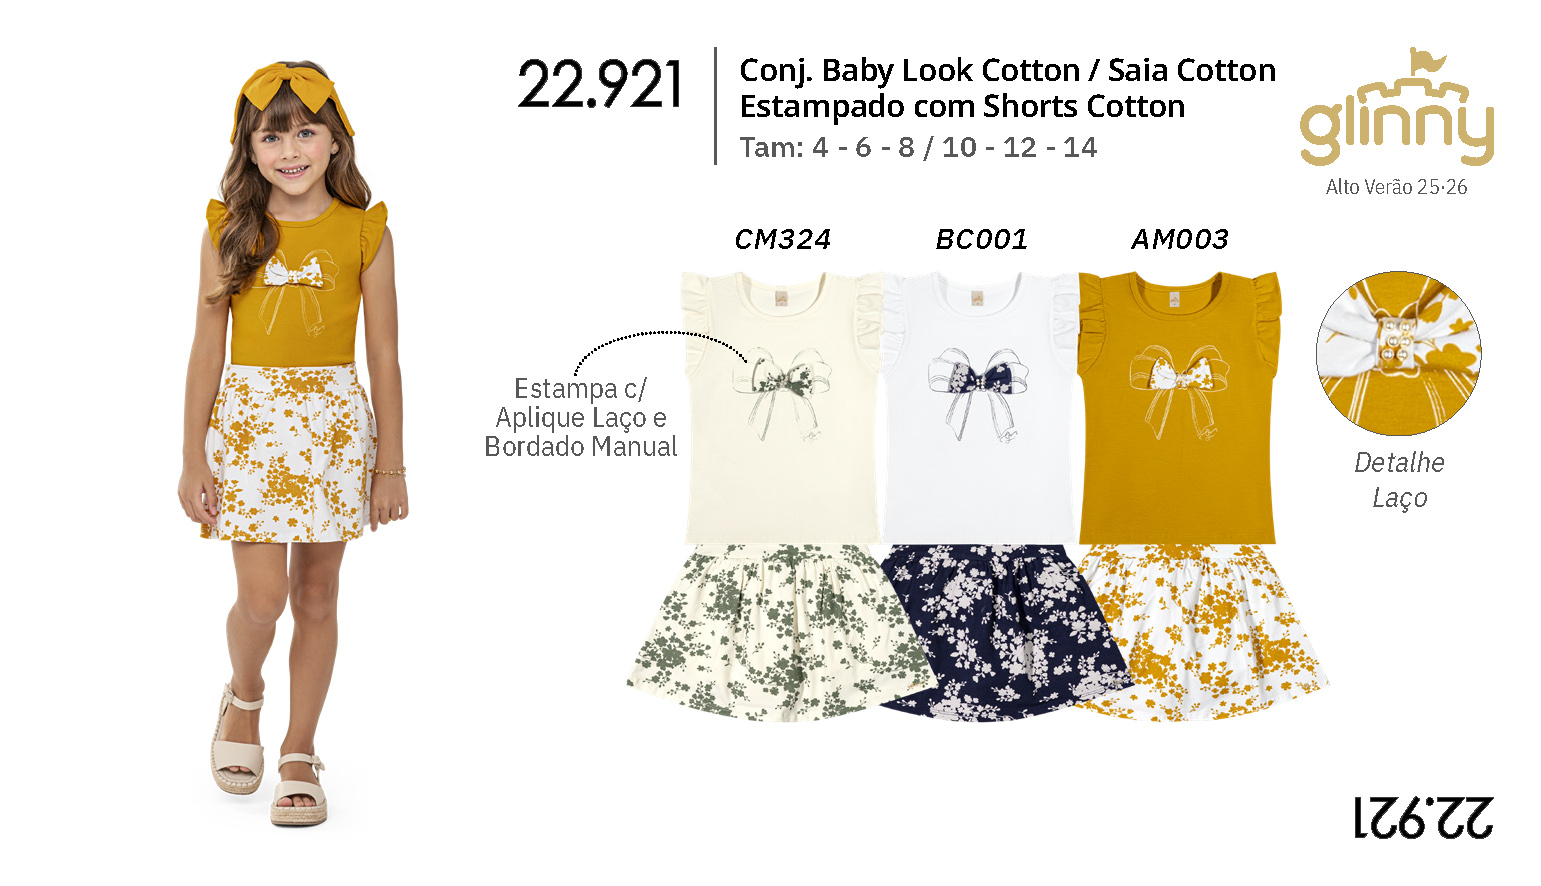 22.921
Conj. Baby Look Cotton / Saia Cotton
Estampado com Shorts Cotton
Tam: 4 - 6 - 8 / 10 - 12 - 14
glinny
Alto Verão 25·26
CM324
BC001
AM003
Estampa c/
Aplique Laço e
Bordado Manual
Detalhe
Laço
22.921